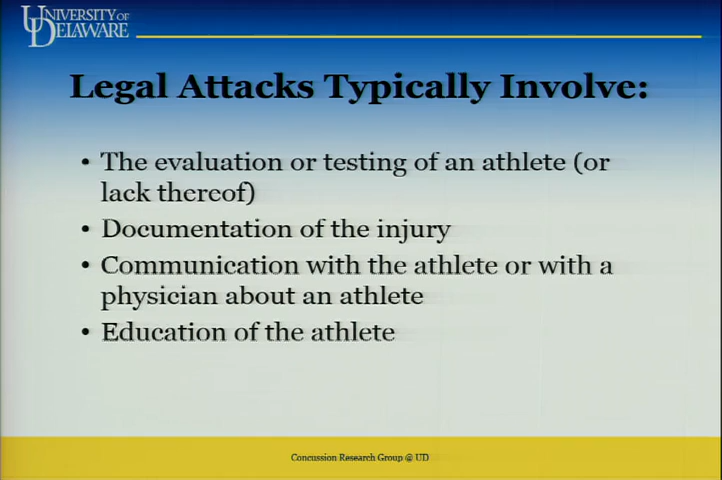 UNIVERSITY OF
DELAWARE
Legal Attacks Typically Involve:
• The evaluation or testing of an athlete (or
lack thereof)
• Documentation of the injury
• Communication with the athlete or with a
physician about an athlete
• Education of the athlete
Concussion Research Group @ UD